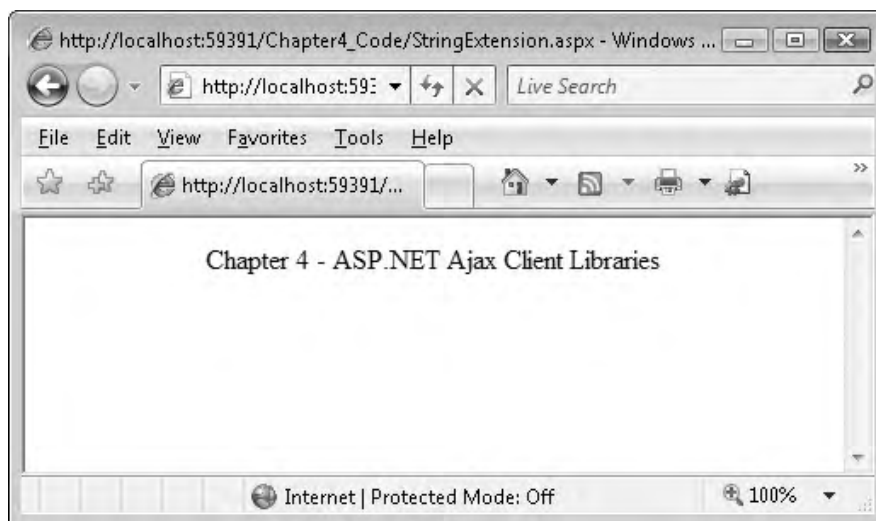 http://localhost:59391/Chapter4_Code/StringExtension.aspx - Windows ...
http://localhost:593 Live Search
File Edit View Favorites Tools Help
http://localhost:59391/...
Chapter 4 - ASP.NET Ajax Client Libraries
Internet | Protected Mode: Off 100%